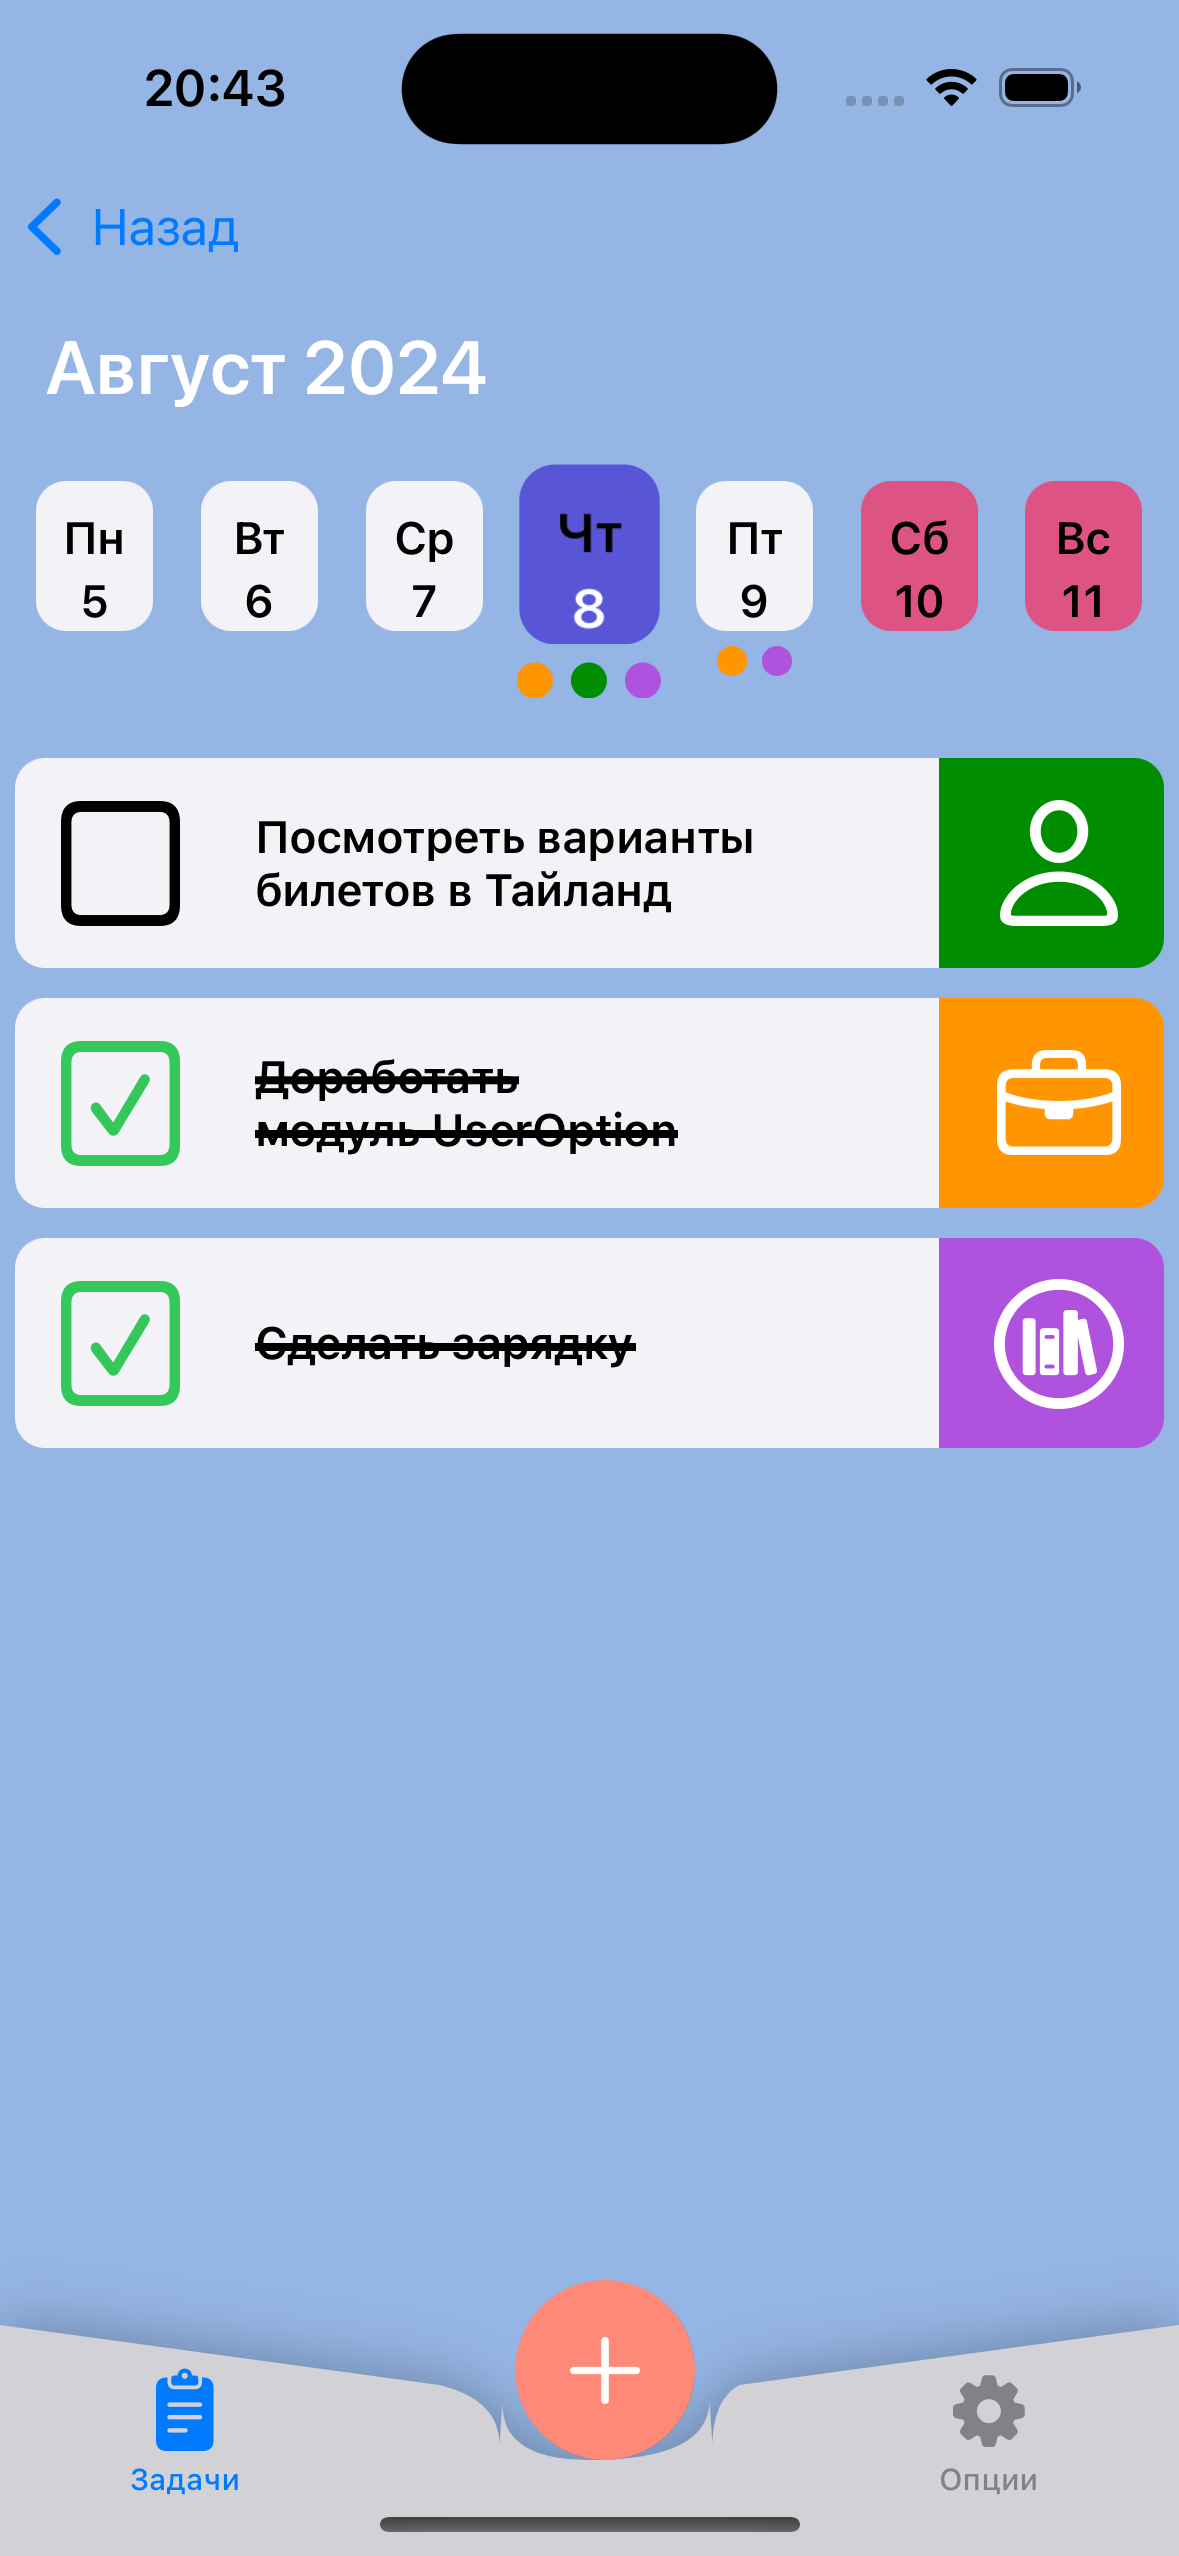 20:43
Назад
Август 2024
Пн Вт Ср Чт Пт Сб Вс
5 6 7 8 9 10 11
Посмотреть варианты
билетов в Тайланд
Доработать
модуль UserOption
Сделать зарядку
Задачи Опции